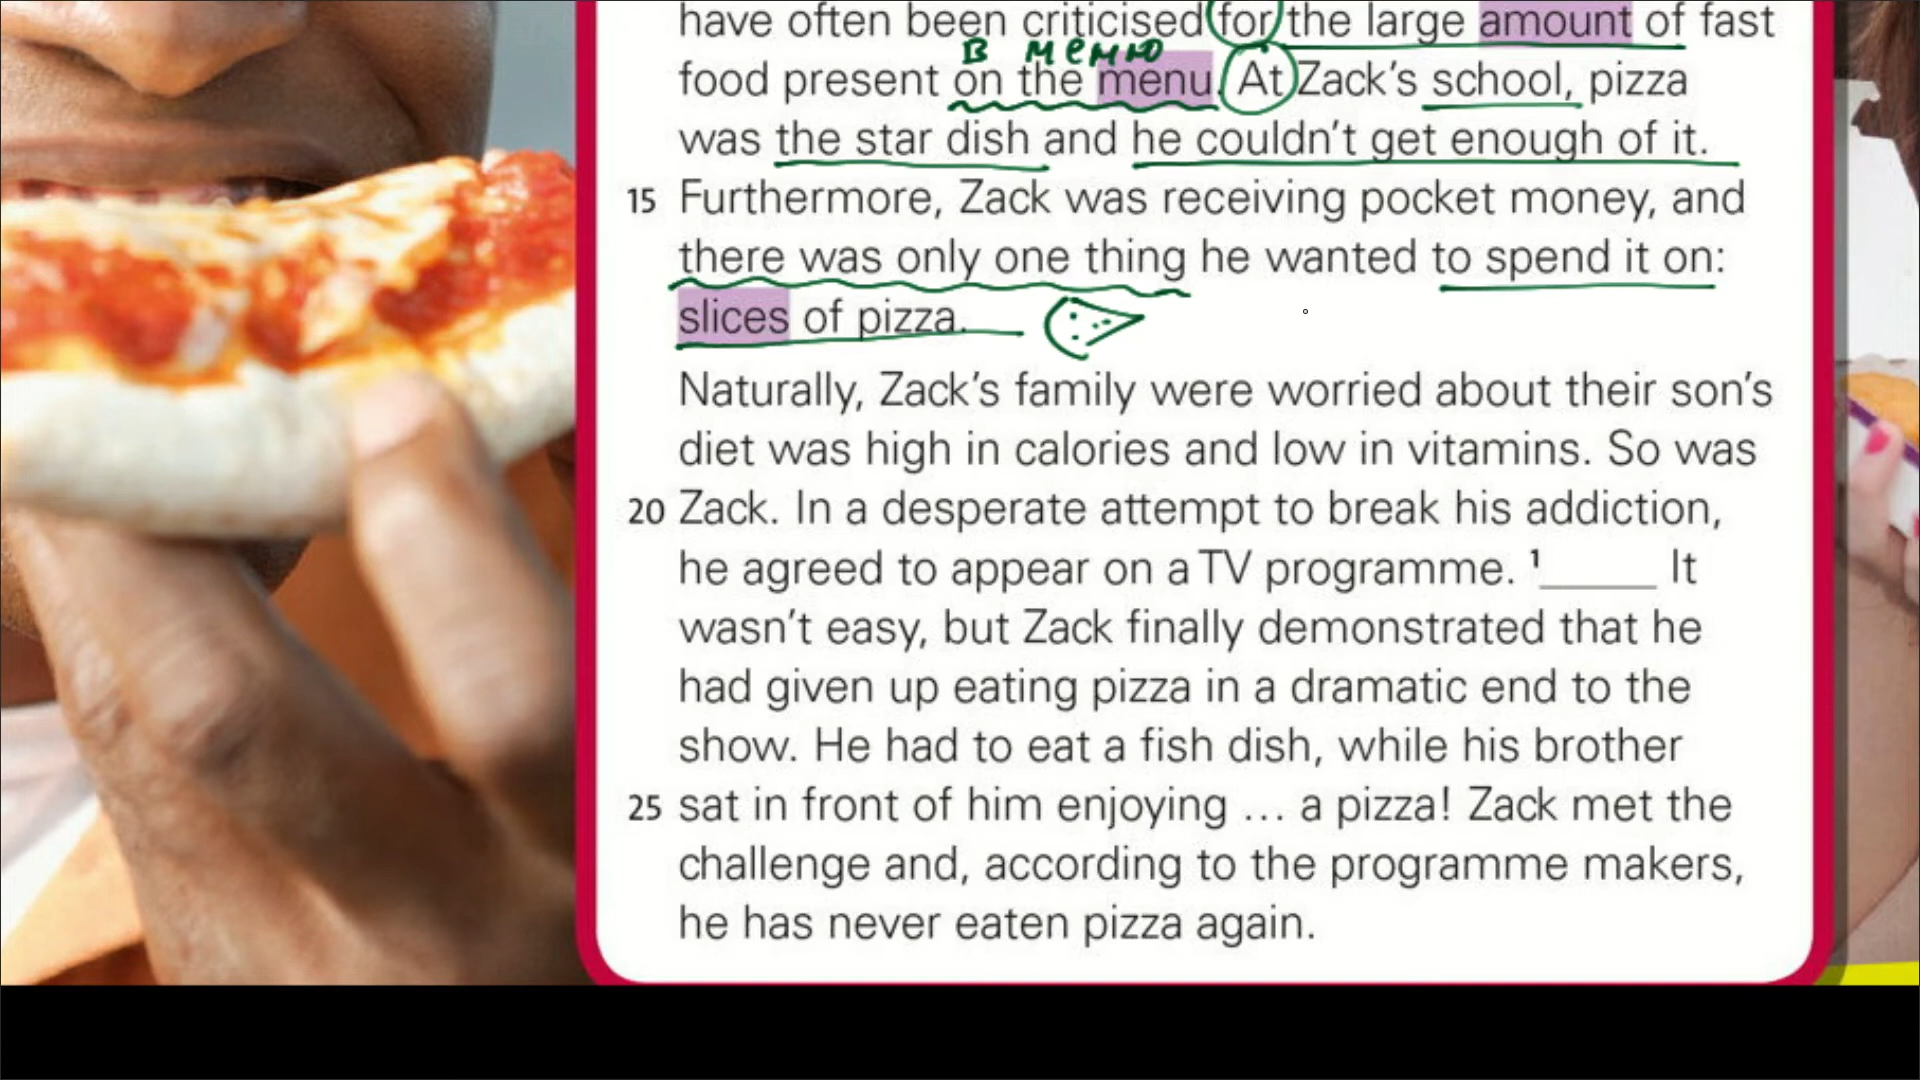 have often been criticised for the large amount of fast
в меню
food present on the menu. At Zack's school, pizza
was the star dish and he couldn't get enough of it.
15 Furthermore, Zack was receiving pocket money, and
there was only one thing he wanted to spend it on:
slices of pizza.
Naturally, Zack's family were worried about their son's
diet was high in calories and low in vitamins. So was
20 Zack. In a desperate attempt to break his addiction,
he agreed to appear on a TV programme. ¹_____ It
wasn't easy, but Zack finally demonstrated that he
had given up eating pizza in a dramatic end to the
show. He had to eat a fish dish, while his brother
25 sat in front of him enjoying … a pizza! Zack met the
challenge and, according to the programme makers,
he has never eaten pizza again.